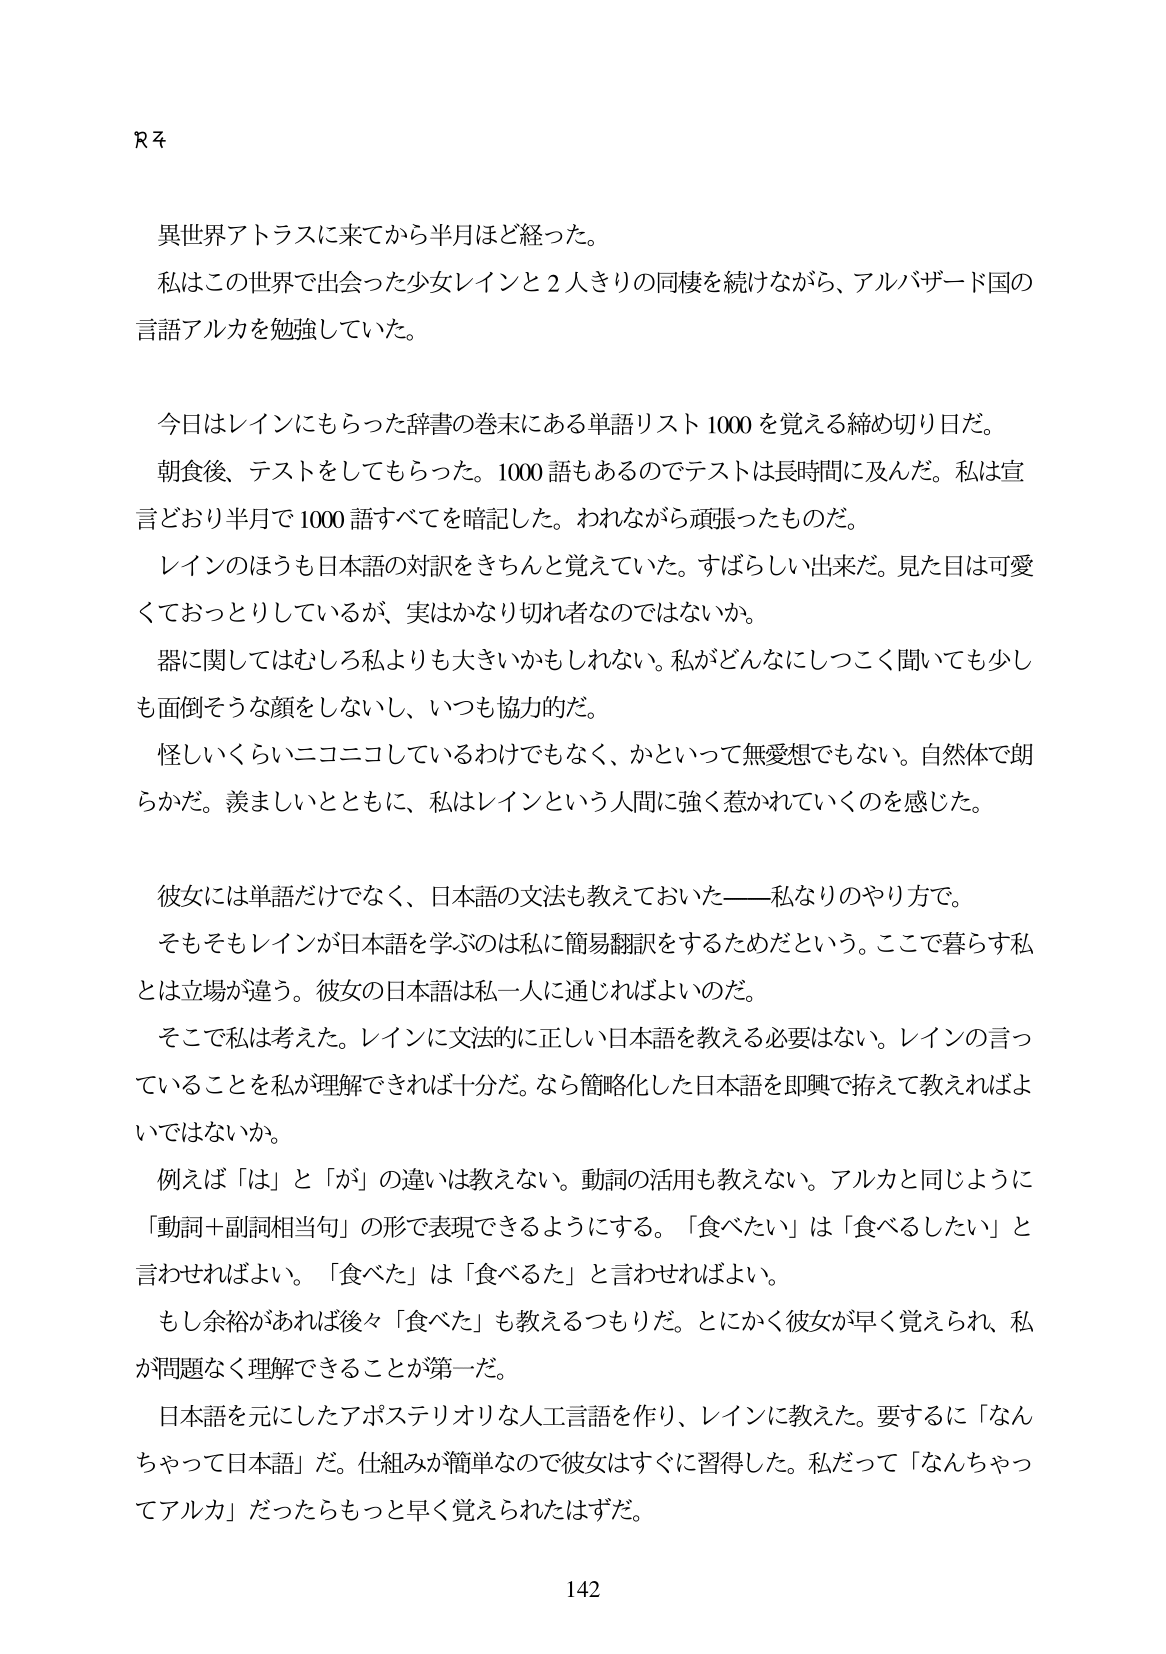 異世界アトラスに来てから半月ほど経った。
私はこの世界で出会った少女レインと2人きりの同棲を続けながら、アルバザード国の
言語アルカを勉強していた。
今日はレインにもらった辞書の巻末にある単語リスト1000を覚える締め切り日だ。
朝食後、テストをしてもらった。1000語もあるのでテストは長時間に及んだ。私は宣
言どおり半月で1000語すべてを暗記した。われながら頑張ったものだ。
レインのほうも日本語の対訳をきちんと覚えていた。すばらしい出来だ。見た目は可愛
くておっとりしているが、実はかなり切れ者なのではないか。
器に関してはむしろ私よりも大きいかもしれない。私がどんなにしつこく聞いても少し
も面倒そうな顔をしないし、いつも協力的だ。
怪しいくらいニコニコしているわけでもなく、かといって無愛想でもない。自然体で朗
らかだ。羨ましいとともに、私はレインという人間に強く惹かれていくのを感じた。
彼女には単語だけでなく、日本語の文法も教えておいた――私なりのやり方で。
そもそもレインが日本語を学ぶのは私に簡易翻訳をするためだという。ここで暮らす私
とは立場が違う。彼女の日本語は私一人に通じればよいのだ。
そこで私は考えた。レインに文法的に正しい日本語を教える必要はない。レインの言っ
ていることを私が理解できれば十分だ。なら簡略化した日本語を即興で拵えて教えればよ
いではないか。
例えば「は」と「が」の違いは教えない。動詞の活用も教えない。アルカと同じように
「動詞＋副詞相当句」の形で表現できるようにする。「食べたい」は「食べるしたい」と
言わせればよい。「食べた」は「食べるた」と言わせればよい。
もし余裕があれば後々「食べた」も教えるつもりだ。とにかく彼女が早く覚えられ、私
が問題なく理解できることが第一だ。
日本語を元にしたアポステリオリな人工言語を作り、レインに教えた。要するに「なん
ちゃって日本語」だ。仕組みが簡単なので彼女はすぐに習得した。私だって「なんちゃっ
てアルカ」だったらもっと早く覚えられたはずだ。
142